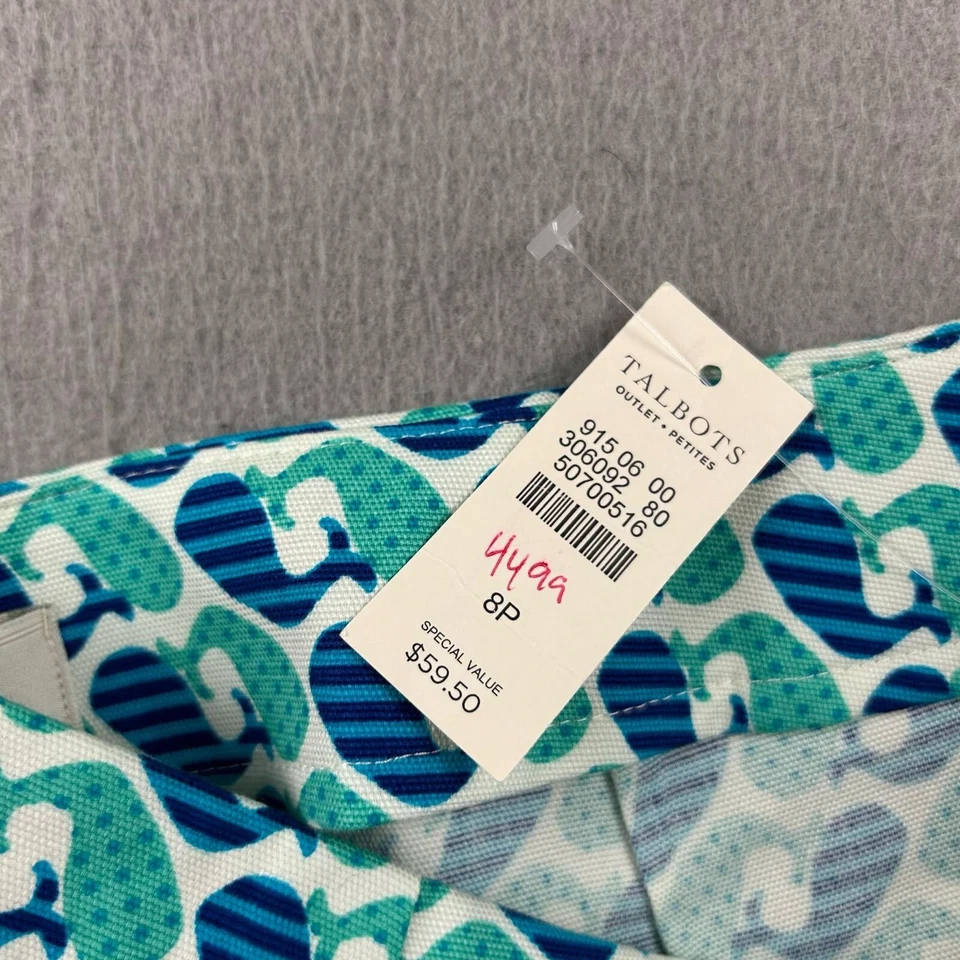 TALBOTS
OUTLET • PETITES
915 06 00
306092 80
50700516
4499
8P
SPECIAL VALUE
$59.50